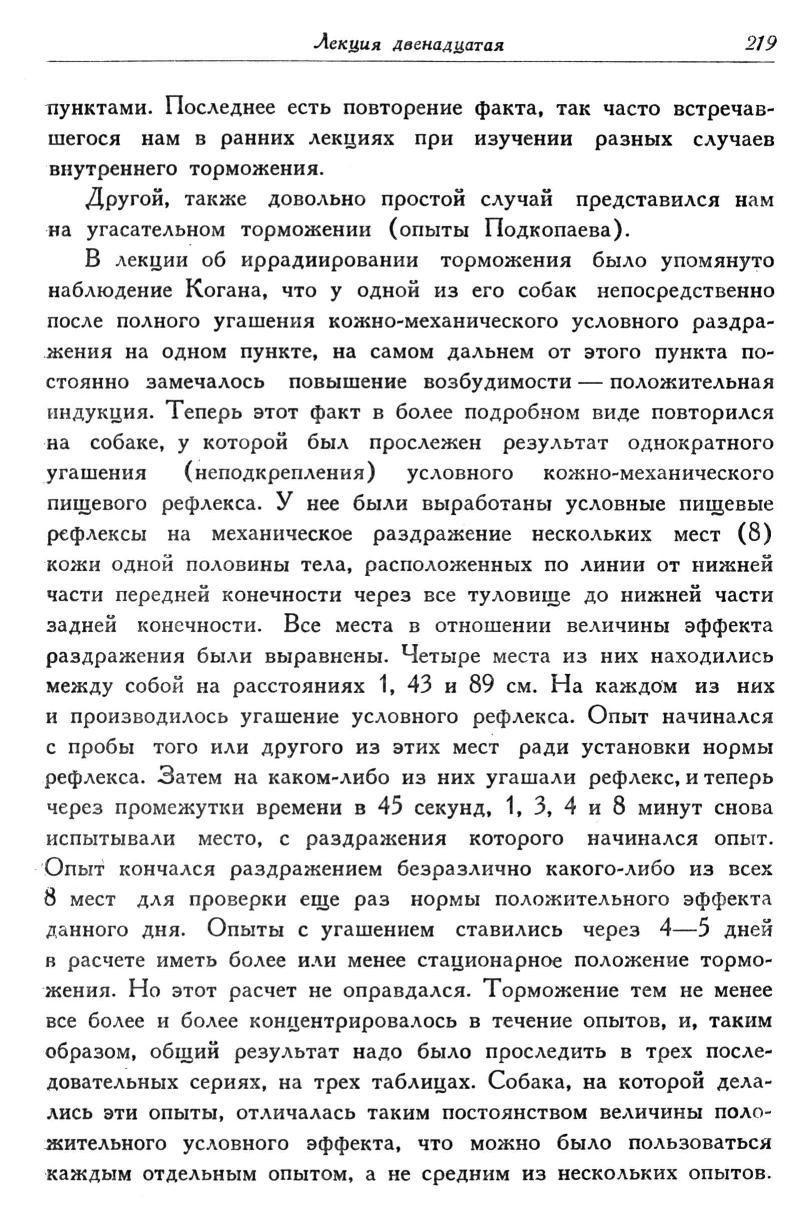 Лекция двенадцатая 219
пунктами. Последнее есть повторение факта, так часто встречав-
шегося нам в ранних лекциях при изучении разных случаев
внутреннего торможения.
Другой, также довольно простой случай представился нам
на угасательном торможении (опыты Подкопаева).
В лекции об иррадиировании торможения было упомянуто
наблюдение Когана, что у одной из его собак непосредственно
после полного угашения кожно-механического условного раздра-
жения на одном пункте, на самом дальнем от этого пункта по-
стоянно замечалось повышение возбудимости — положительная
индукция. Теперь этот факт в более подробном виде повторился
на собаке, у которой был прослежен результат однократного
угашения (неподкрепления) условного кожно-механического
пищевого рефлекса. У нее были выработаны условные пищевые
рефлексы на механическое раздражение нескольких мест (8)
кожи одной половины тела, расположенных по линии от нижней
части передней конечности через все туловище до нижней части
задней конечности. Все места в отношении величины эффекта
раздражения были выравнены. Четыре места из них находились
между собой на расстояниях 1, 43 и 89 см. На каждом из них
и производилось угашение условного рефлекса. Опыт начинался
с пробы того или другого из этих мест ради установки нормы
рефлекса. Затем на каком-либо из них угашали рефлекс, и теперь
через промежутки времени в 45 секунд, 1, 3, 4 и 8 минут снова
испытывали место, с раздражения которого начинался опыт.
Опыт кончался раздражением безразлично какого-либо из всех
8 мест для проверки еще раз нормы положительного эффекта
данного дня. Опыты с угашением ставились через 4—5 дней
в расчете иметь более или менее стационарное положение тормо-
жения. Но этот расчет не оправдался. Торможение тем не менее
все более и более концентрировалось в течение опытов, и, таким
образом, общий результат надо было проследить в трех после-
довательных сериях, на трех таблицах. Собака, на которой дела-
лись эти опыты, отличалась таким постоянством величины поло-
жительного условного эффекта, что можно было пользоваться
каждым отдельным опытом, а не средним из нескольких опытов.